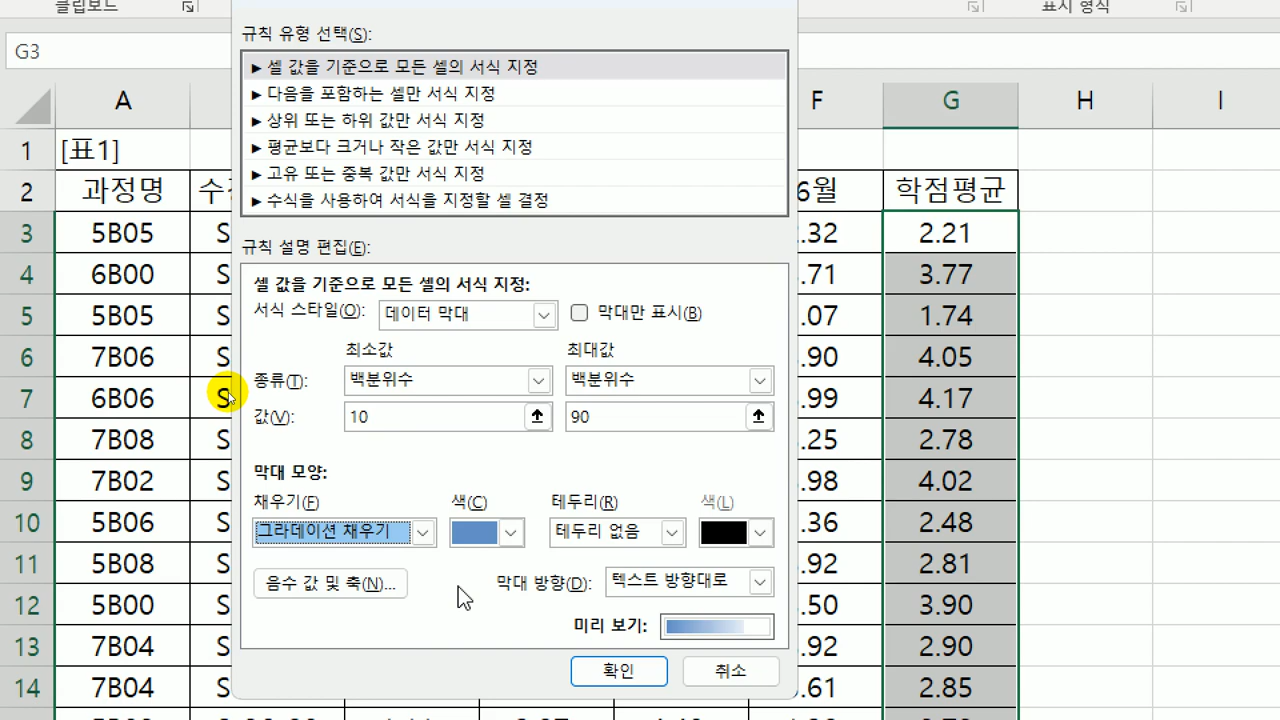 클립보드
표시 형식
G3
규칙 유형 선택(S):
► 셀 값을 기준으로 모든 셀의 서식 지정
► 다음을 포함하는 셀만 서식 지정
► 상위 또는 하위 값만 서식 지정
► 평균보다 크거나 작은 값만 서식 지정
► 고유 또는 중복 값만 서식 지정
► 수식을 사용하여 서식을 지정할 셀 결정
규칙 설명 편집(E):
셀 값을 기준으로 모든 셀의 서식 지정:
서식 스타일(O): 데이터 막대 막대만 표시(B)
최소값 최대값
종류(T): 백분위수 백분위수
값(V): 10 90
막대 모양:
채우기(F) 색(C) 테두리(R) 색(L)
그라데이션 채우기 테두리 없음
음수 값 및 축(N)... 막대 방향(D): 텍스트 방향대로
미리 보기:
확인 취소
A F G H I
1 [표1]
2 과정명 6월 학점평균
3 5B05 S .32 2.21
4 6B00 S .71 3.77
5 5B05 S .07 1.74
6 7B06 S .90 4.05
7 6B06 S .99 4.17
8 7B08 S .25 2.78
9 7B02 S .98 4.02
10 5B06 S .36 2.48
11 5B08 S .92 2.81
12 5B00 S .50 3.90
13 7B04 S .92 2.90
14 7B04 S .61 2.85